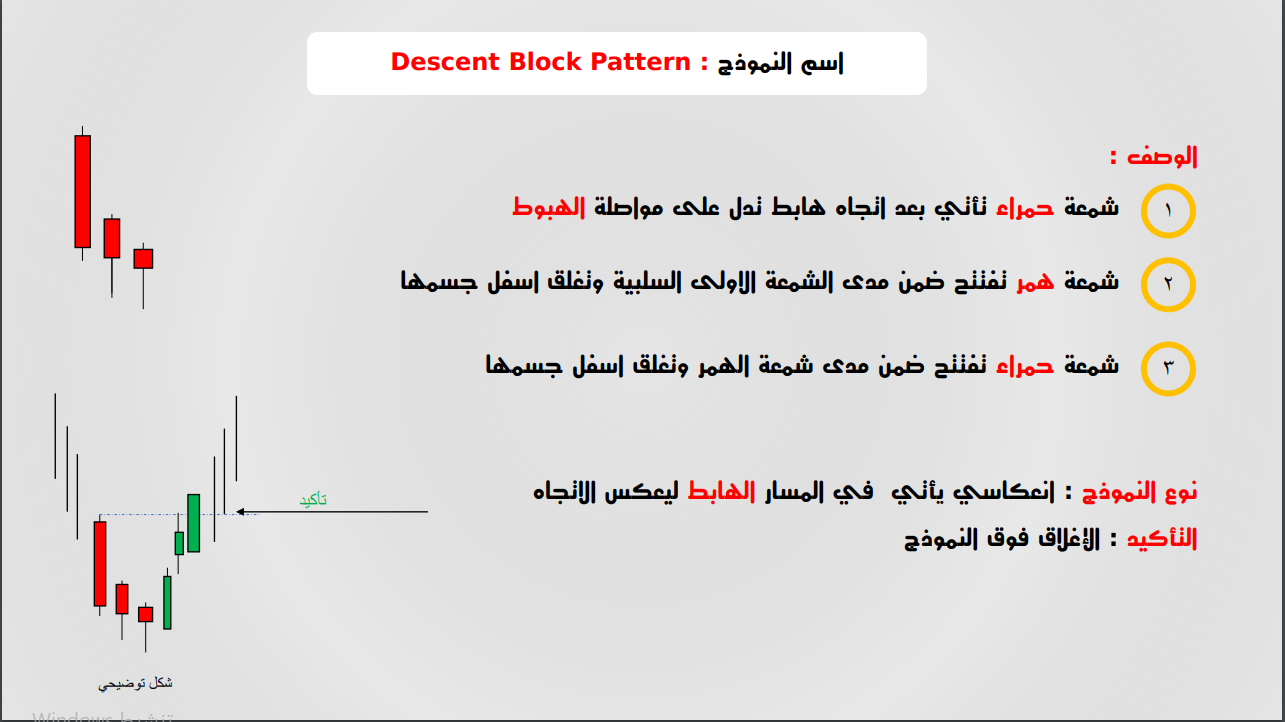 اسم النموذج : Descent Block Pattern
الوصف :
١ شمعة حمراء تأتي بعد اتجاه هابط تدل على مواصلة الهبوط
٢ شمعة همر تفتتح ضمن مدى الشمعة الاولى السلبية وتغلق اسفل جسمها
٣ شمعة حمراء تفتتح ضمن مدى شمعة الهمر وتغلق اسفل جسمها
نوع النموذج : انعكاسي يأتي في المسار الهابط ليعكس الاتجاه
التأكيد : الإغلاق فوق النموذج
تأكيد
شكل توضيحي
تنشيط Windows